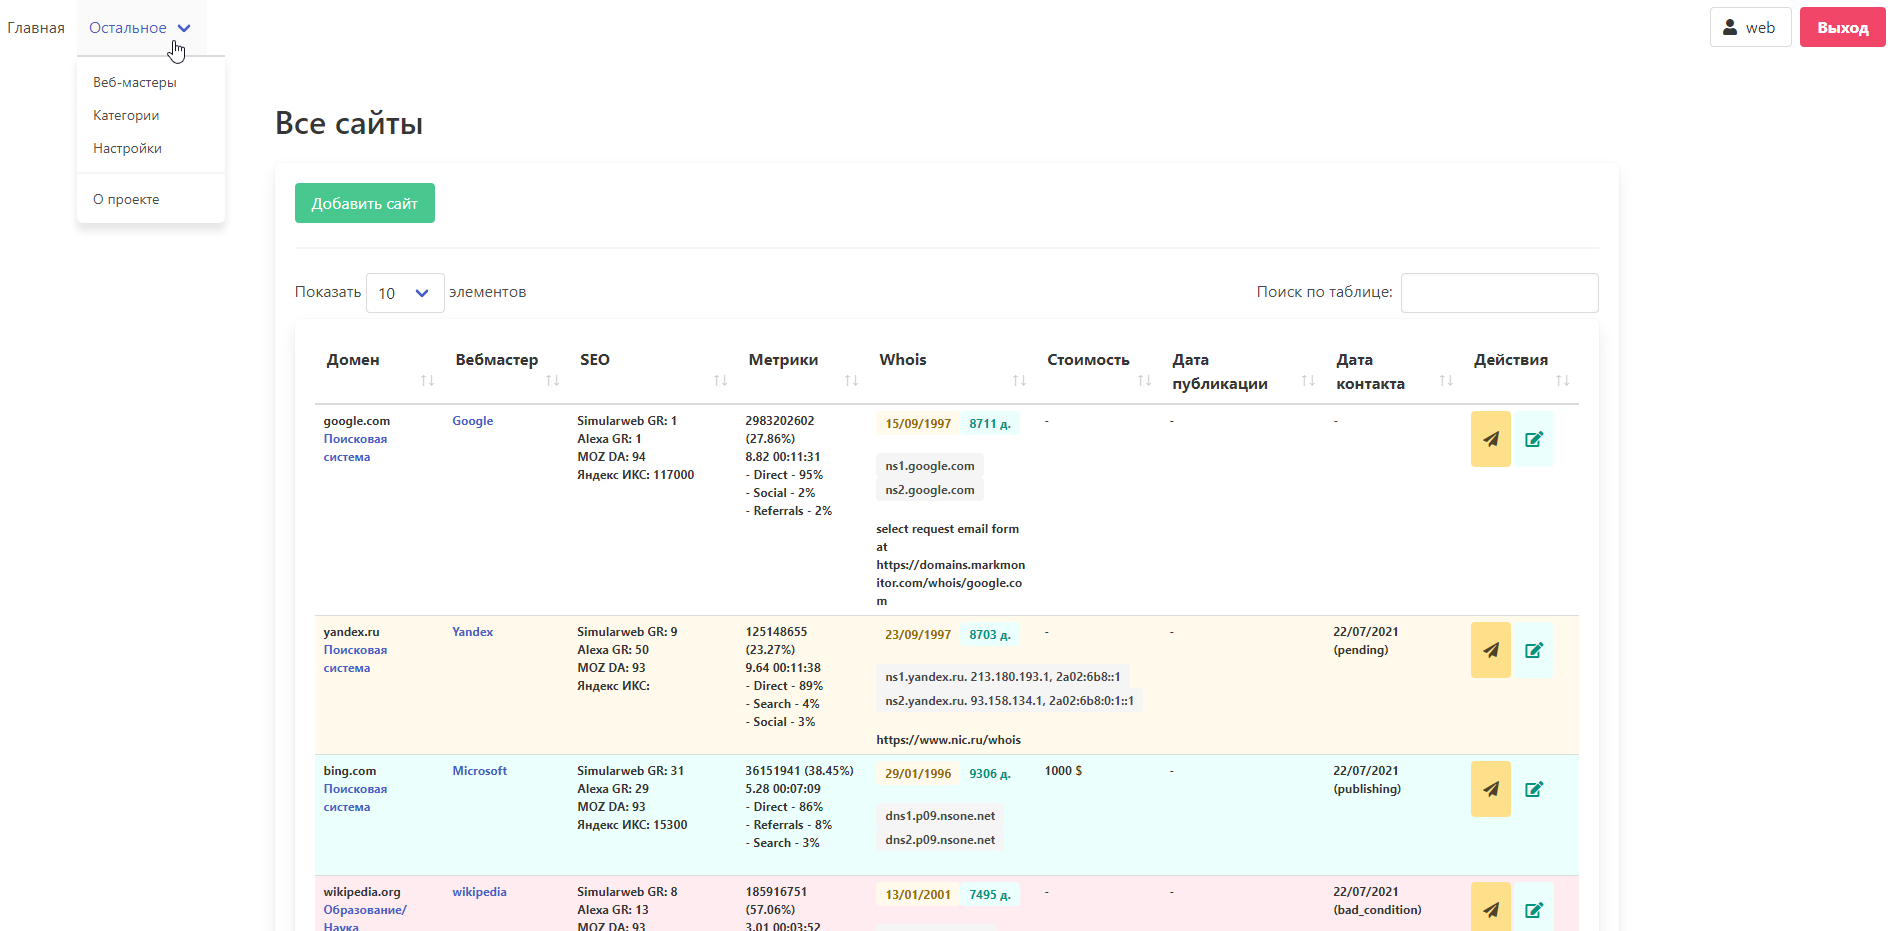 Главная
Остальное
web
Выход
Веб-мастеры
Категории
Настройки
О проекте
Все сайты
Добавить сайт
Показать 10 элементов
Поиск по таблице:
Домен
Вебмастер
SEO
Метрики
Whois
Стоимость
Дата
публикации
Дата
контакта
Действия
google.com
Поисковая
система
Google
Simularweb GR: 1
Alexa GR: 1
MOZ DA: 94
Яндекс ИКС: 117000
2983202602
(27.86%)
8.82 00:11:31
- Direct - 95%
- Social - 2%
- Referrals - 2%
15/09/1997 8711 д.
ns1.google.com
ns2.google.com
select request email form
at
https://domains.markmon
itor.com/whois/google.co
m
-
-
-
yandex.ru
Поисковая
система
Yandex
Simularweb GR: 9
Alexa GR: 50
MOZ DA: 93
Яндекс ИКС:
125148655
(23.27%)
9.64 00:11:38
- Direct - 89%
- Search - 4%
- Social - 3%
23/09/1997 8703 д.
ns1.yandex.ru. 213.180.193.1, 2a02:6b8::1
ns2.yandex.ru. 93.158.134.1, 2a02:6b8:0:1::1
https://www.nic.ru/whois
-
-
22/07/2021
(pending)
bing.com
Поисковая
система
Microsoft
Simularweb GR: 31
Alexa GR: 29
MOZ DA: 93
Яндекс ИКС: 15300
36151941 (38.45%)
5.28 00:07:09
- Direct - 86%
- Referrals - 8%
- Search - 3%
29/01/1996 9306 д.
dns1.p09.nsone.net
dns2.p09.nsone.net
1000 $
-
22/07/2021
(publishing)
wikipedia.org
Образование/
Наука
wikipedia
Simularweb GR: 8
Alexa GR: 13
MOZ DA: 93
185916751
(57.06%)
3.01 00:03:52
13/01/2001 7495 д.
-
-
22/07/2021
(bad_condition)